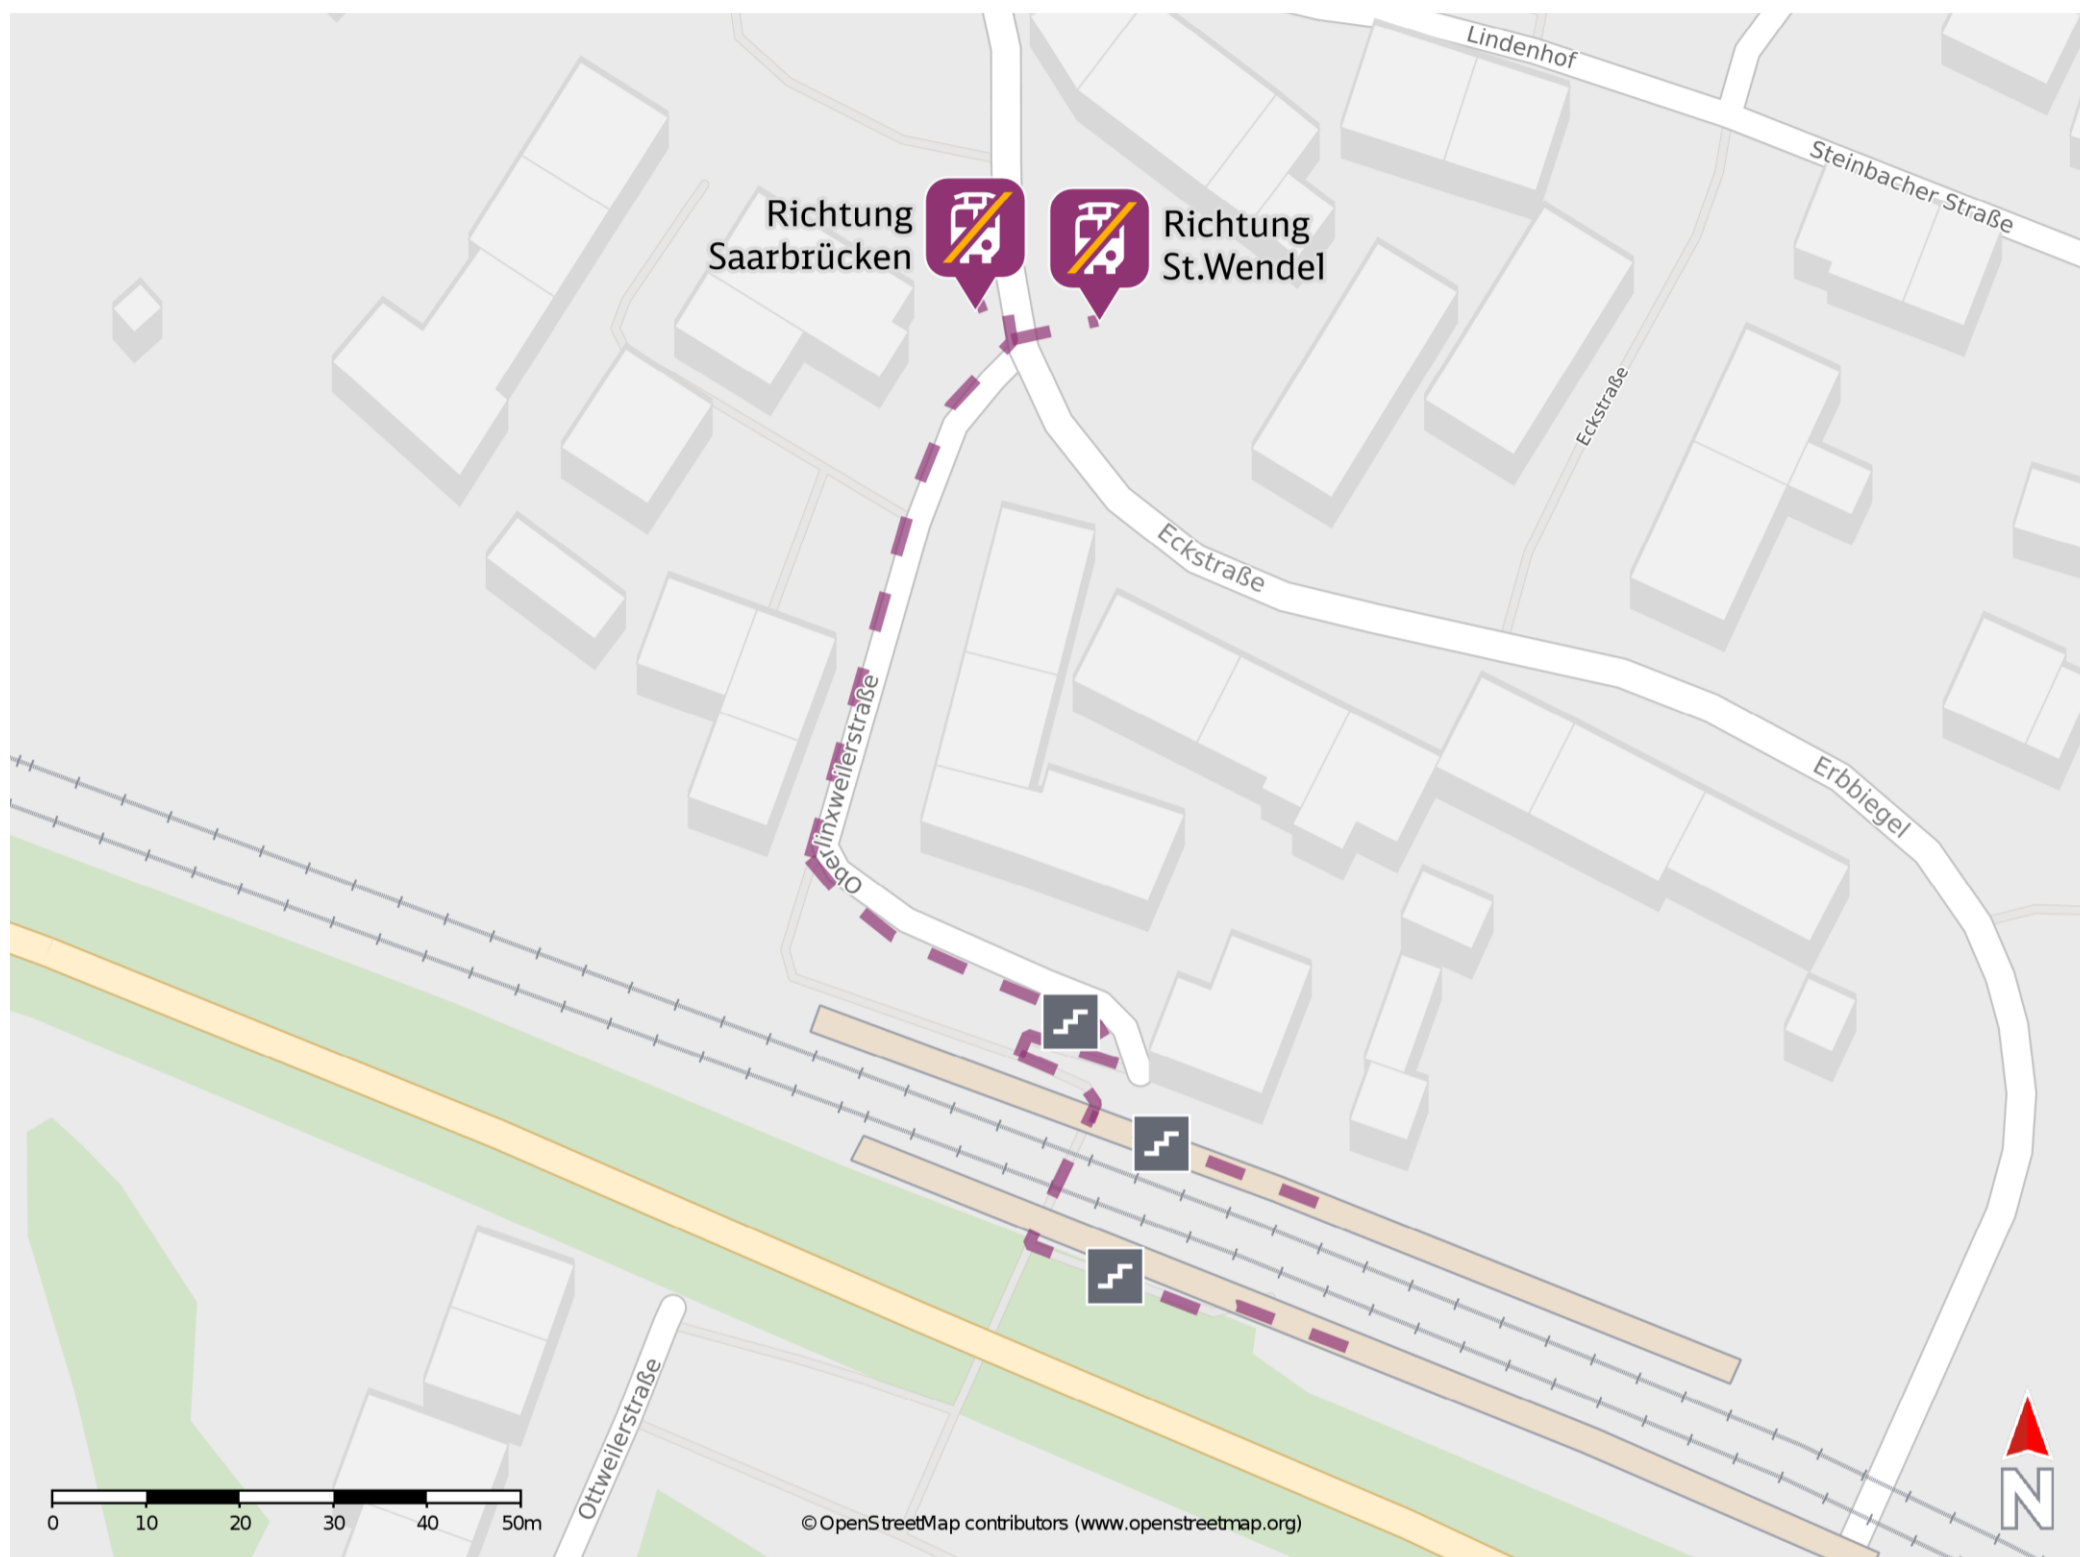 Lindenhof
Steinbacher Straße
Richtung
Saarbrücken
Richtung
St.Wendel
Eckstraße
Eckstraße
Oberlinxweilerstraße
Erbbiegel
Ottweilerstraße
0 10 20 30 40 50m
© OpenStreetMap contributors (www.openstreetmap.org)
N